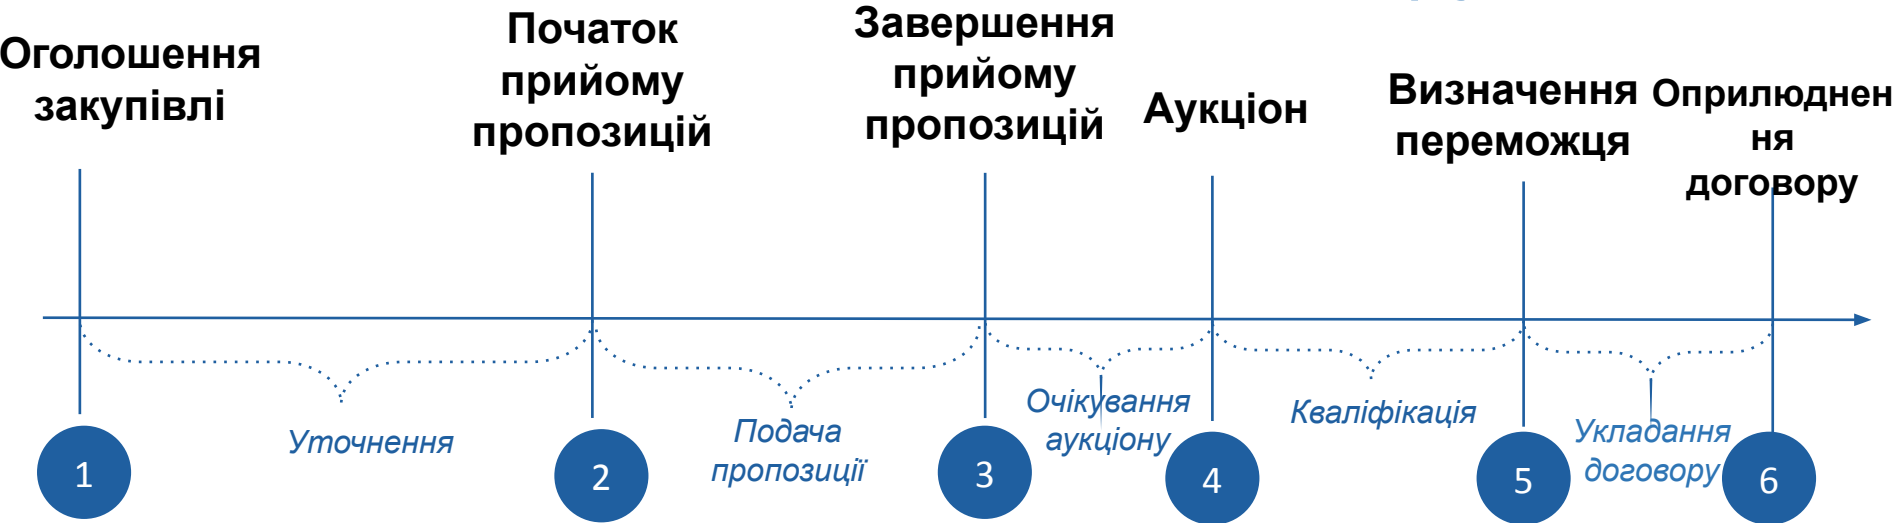 Оголошення
закупівлі
Початок
прийому
пропозицій
Завершення
прийому
пропозицій
Аукціон
Визначення
переможця
Оприлюднен
ня
договору
Уточнення
Подача
пропозиції
Очікування
аукціону
Кваліфікація
Укладання
договору
1
2
3
4
5
6